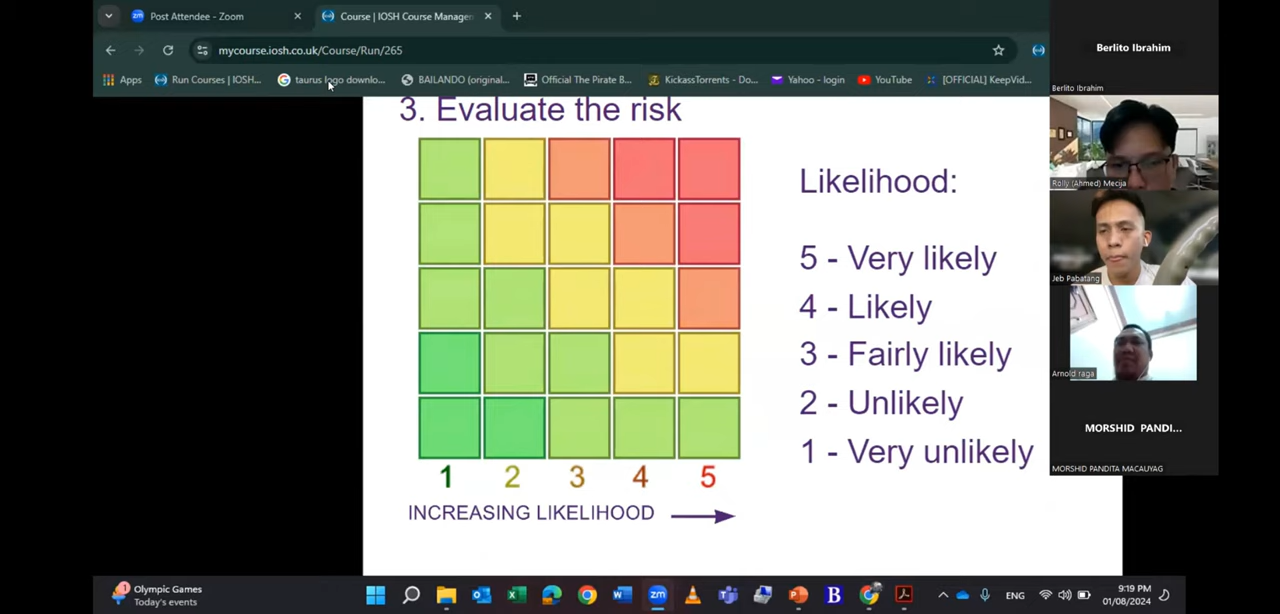 Post Attendee - Zoom
Course | IOSH Course Managem
mycourse.iosh.co.uk/Course/Run/265
Apps
Run Courses | IOSH...
taurus logo downlo...
BAILANDO (original...
Official The Pirate B...
KickassTorrents - Do...
Yahoo - login
YouTube
[OFFICIAL] KeepVid...
3. Evaluate the risk
Likelihood:
5 - Very likely
4 - Likely
3 - Fairly likely
2 - Unlikely
1 - Very unlikely
1 2 3 4 5
INCREASING LIKELIHOOD
Berlito Ibrahim
Berlito Ibrahim
Rolly (Ahmed) Mecija
Jeb Pabatang
Arnold raga
MORSHID PANDI...
MORSHID PANDITA MACAUYAG
1
Olympic Games
Today's events
zm
B
ENG
9:19 PM
01/08/2024